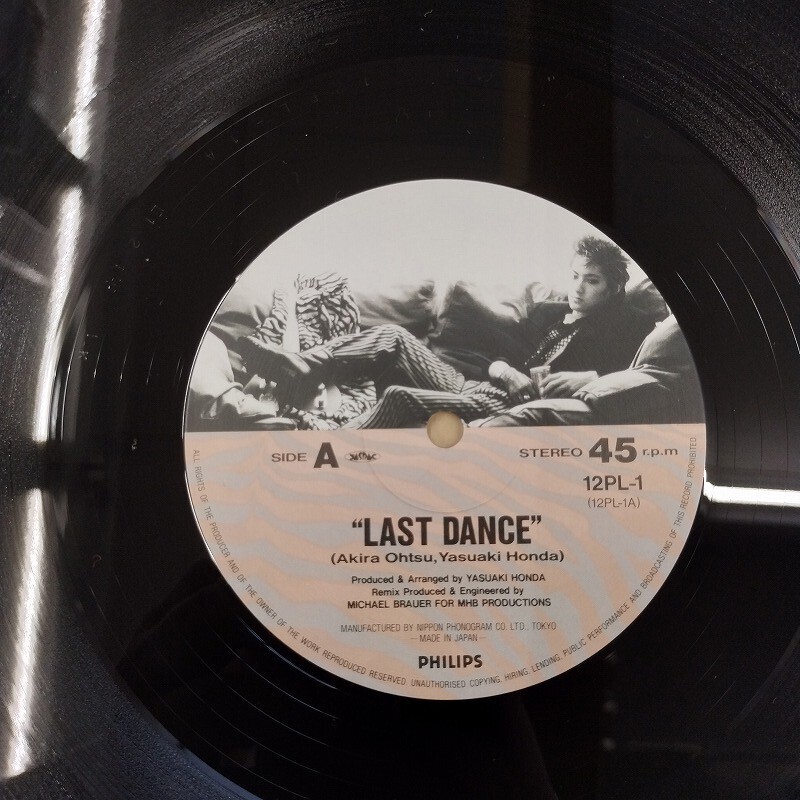 SIDE A
STEREO 45 r.p.m
12PL-1
(12PL-1A)
“LAST DANCE”
(Akira Ohtsu, Yasuaki Honda)
Produced & Arranged by YASUAKI HONDA
Remix Produced & Engineered by
MICHAEL BRAUER FOR MHB PRODUCTIONS
MANUFACTURED BY NIPPON PHONOGRAM CO. LTD., TOKYO
— MADE IN JAPAN —
PHILIPS
ALL RIGHTS OF THE PRODUCER AND OF THE OWNER OF THE WORK REPRODUCED RESERVED. UNAUTHORISED COPYING, HIRING, LENDING, PUBLIC PERFORMANCE AND BROADCASTING OF THIS RECORD PROHIBITED.